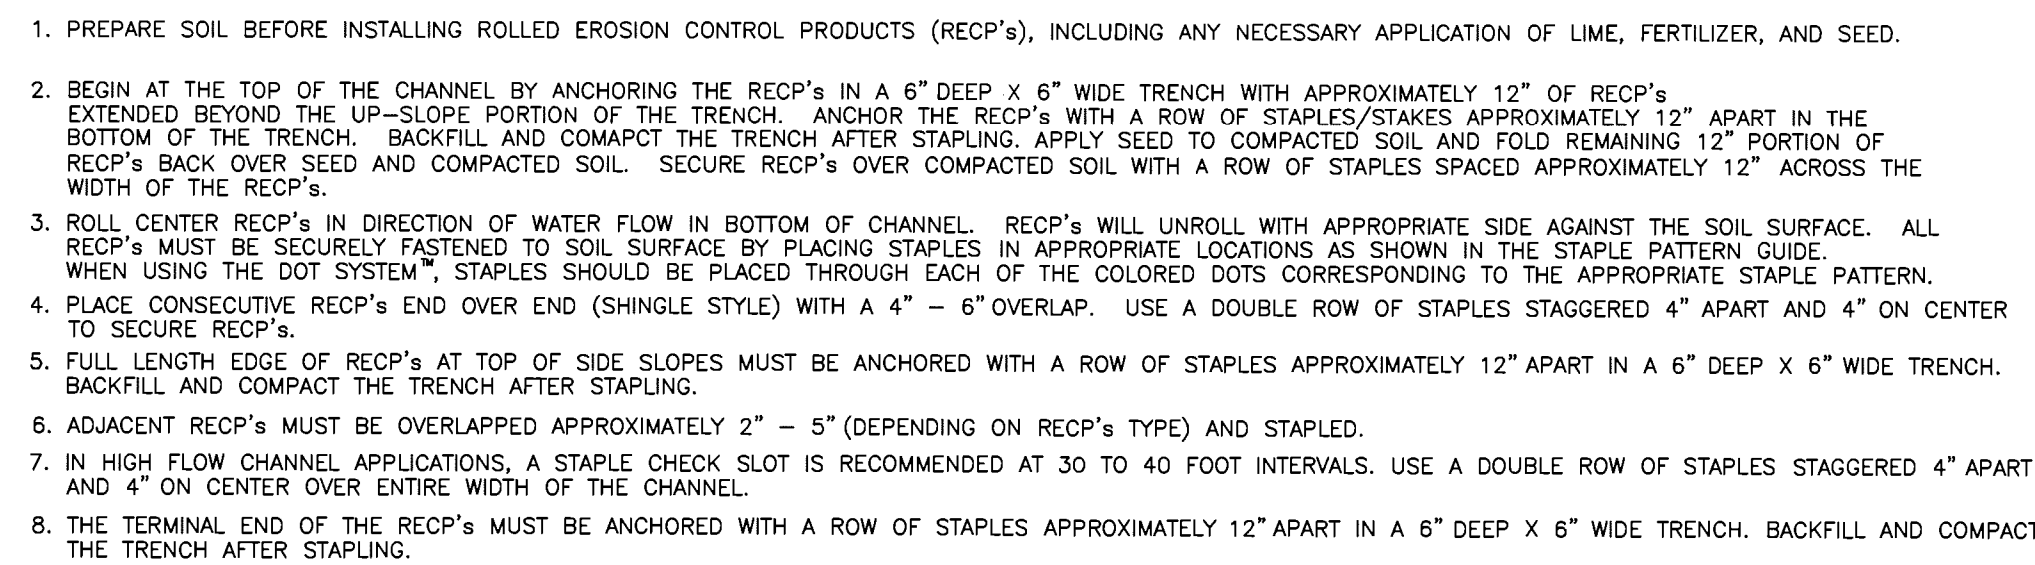 1. PREPARE SOIL BEFORE INSTALLING ROLLED EROSION CONTROL PRODUCTS (RECP's), INCLUDING ANY NECESSARY APPLICATION OF LIME, FERTILIZER, AND SEED.
2. BEGIN AT THE TOP OF THE CHANNEL BY ANCHORING THE RECP's IN A 6" DEEP X 6" WIDE TRENCH WITH APPROXIMATELY 12" OF RECP's
EXTENDED BEYOND THE UP-SLOPE PORTION OF THE TRENCH. ANCHOR THE RECP's WITH A ROW OF STAPLES/STAKES APPROXIMATELY 12" APART IN THE
BOTTOM OF THE TRENCH. BACKFILL AND COMAPCT THE TRENCH AFTER STAPLING. APPLY SEED TO COMPACTED SOIL AND FOLD REMAINING 12" PORTION OF
RECP's BACK OVER SEED AND COMPACTED SOIL. SECURE RECP's OVER COMPACTED SOIL WITH A ROW OF STAPLES SPACED APPROXIMATELY 12" ACROSS THE
WIDTH OF THE RECP's.
3. ROLL CENTER RECP's IN DIRECTION OF WATER FLOW IN BOTTOM OF CHANNEL. RECP's WILL UNROLL WITH APPROPRIATE SIDE AGAINST THE SOIL SURFACE. ALL
RECP's MUST BE SECURELY FASTENED TO SOIL SURFACE BY PLACING STAPLES IN APPROPRIATE LOCATIONS AS SHOWN IN THE STAPLE PATTERN GUIDE.
WHEN USING THE DOT SYSTEM™, STAPLES SHOULD BE PLACED THROUGH EACH OF THE COLORED DOTS CORRESPONDING TO THE APPROPRIATE STAPLE PATTERN.
4. PLACE CONSECUTIVE RECP's END OVER END (SHINGLE STYLE) WITH A 4" – 6" OVERLAP. USE A DOUBLE ROW OF STAPLES STAGGERED 4" APART AND 4" ON CENTER
TO SECURE RECP's.
5. FULL LENGTH EDGE OF RECP's AT TOP OF SIDE SLOPES MUST BE ANCHORED WITH A ROW OF STAPLES APPROXIMATELY 12" APART IN A 6" DEEP X 6" WIDE TRENCH.
BACKFILL AND COMPACT THE TRENCH AFTER STAPLING.
6. ADJACENT RECP's MUST BE OVERLAPPED APPROXIMATELY 2" – 5" (DEPENDING ON RECP's TYPE) AND STAPLED.
7. IN HIGH FLOW CHANNEL APPLICATIONS, A STAPLE CHECK SLOT IS RECOMMENDED AT 30 TO 40 FOOT INTERVALS. USE A DOUBLE ROW OF STAPLES STAGGERED 4" APART
AND 4" ON CENTER OVER ENTIRE WIDTH OF THE CHANNEL.
8. THE TERMINAL END OF THE RECP's MUST BE ANCHORED WITH A ROW OF STAPLES APPROXIMATELY 12" APART IN A 6" DEEP X 6" WIDE TRENCH. BACKFILL AND COMPACT
THE TRENCH AFTER STAPLING.